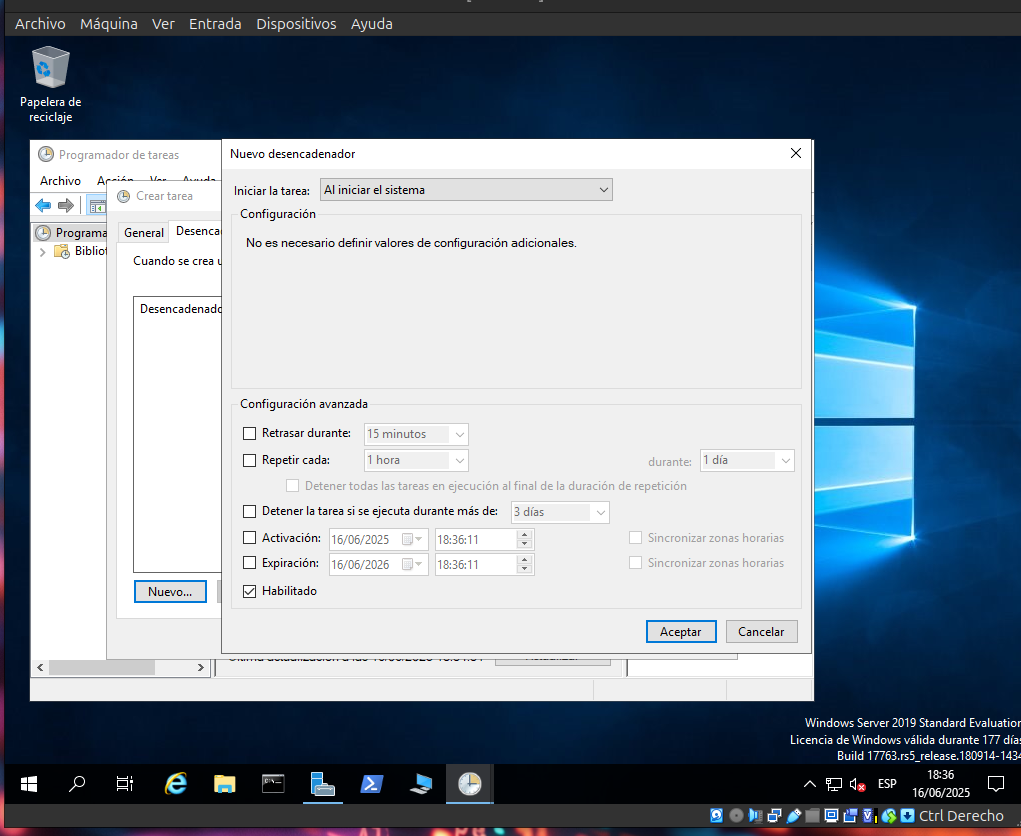 Archivo Máquina Ver Entrada Dispositivos Ayuda
Papelera de
reciclaje
Programador de tareas
Archivo Acción Ver Ayuda
Crear tarea
Programa
Bibliot
General Desenca
Cuando se crea u
Desencadenado
Nuevo...
Nuevo desencadenador
Iniciar la tarea: Al iniciar el sistema
Configuración
No es necesario definir valores de configuración adicionales.
Configuración avanzada
Retrasar durante: 15 minutos
Repetir cada: 1 hora durante: 1 día
Detener todas las tareas en ejecución al final de la duración de repetición
Detener la tarea si se ejecuta durante más de: 3 días
Activación: 16/06/2025 18:36:11 Sincronizar zonas horarias
Expiración: 16/06/2026 18:36:11 Sincronizar zonas horarias
Habilitado
Aceptar Cancelar
Windows Server 2019 Standard Evaluation
Licencia de Windows válida durante 177 días
Build 17763.rs5_release.180914-1434
ESP
18:36
16/06/2025
Ctrl Derecho